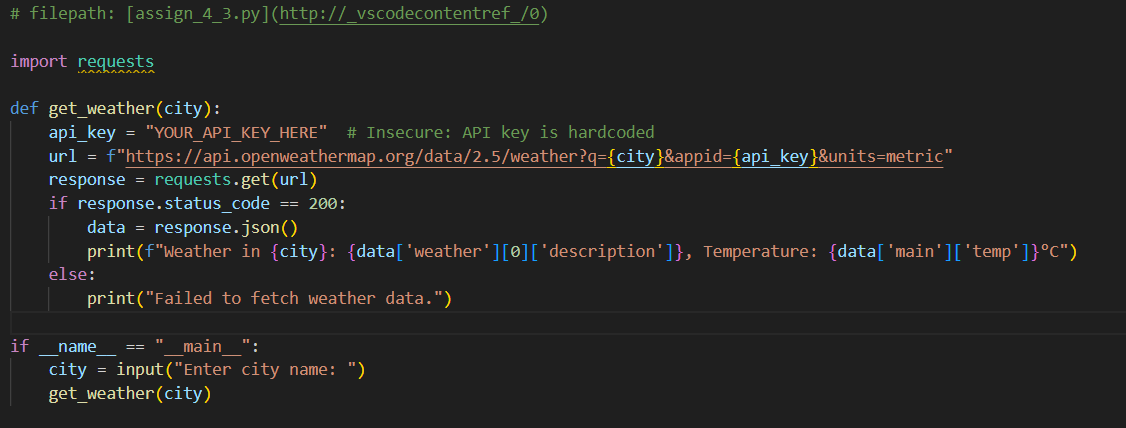 # filepath: [assign_4_3.py](http://_vscodecontentref_/0)
import requests
def get_weather(city):
    api_key = "YOUR_API_KEY_HERE"  # Insecure: API key is hardcoded
    url = f"https://api.openweathermap.org/data/2.5/weather?q={city}&appid={api_key}&units=metric"
    response = requests.get(url)
    if response.status_code == 200:
        data = response.json()
        print(f"Weather in {city}: {data['weather'][0]['description']}, Temperature: {data['main']['temp']}°C")
    else:
        print("Failed to fetch weather data.")
if __name__ == "__main__":
    city = input("Enter city name: ")
    get_weather(city)